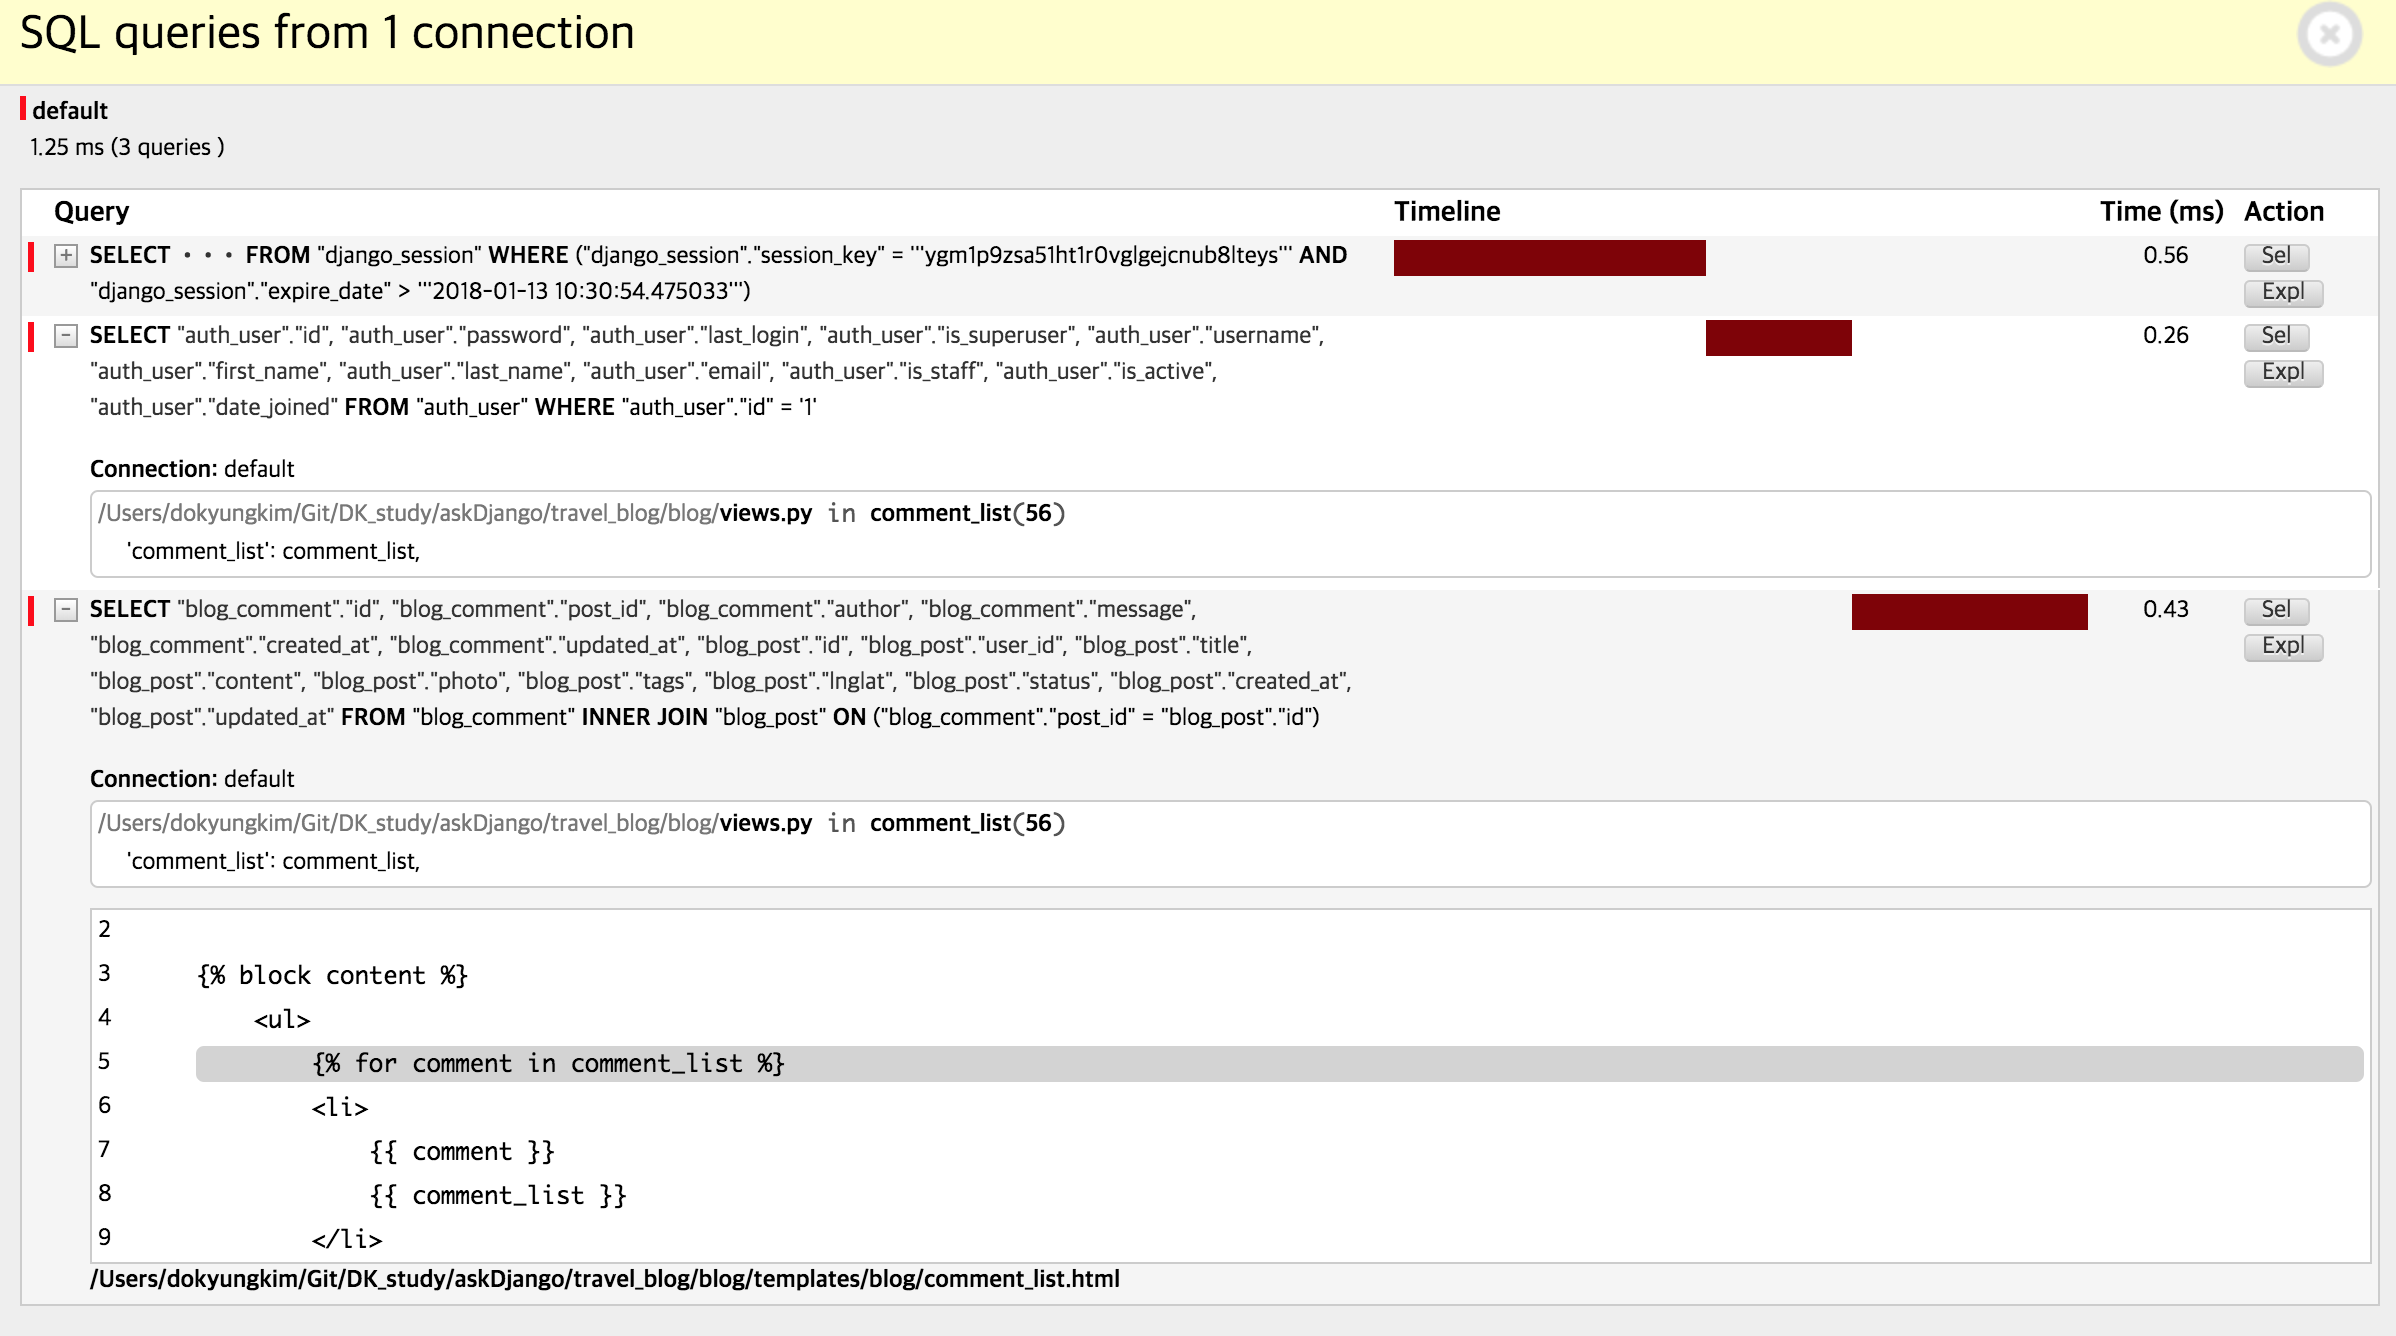 SQL queries from 1 connection
default
1.25 ms (3 queries )
Query Timeline Time (ms) Action
+ SELECT ··· FROM "django_session" WHERE ("django_session"."session_key" = '''ygm1p9zsa51ht1r0vglgejcnub8lteys''' AND 0.56 Sel
"django_session"."expire_date" > '''2018-01-13 10:30:54.475033''') Expl
− SELECT "auth_user"."id", "auth_user"."password", "auth_user"."last_login", "auth_user"."is_superuser", "auth_user"."username", 0.26 Sel
"auth_user"."first_name", "auth_user"."last_name", "auth_user"."email", "auth_user"."is_staff", "auth_user"."is_active", Expl
"auth_user"."date_joined" FROM "auth_user" WHERE "auth_user"."id" = '1'
Connection: default
/Users/dokyungkim/Git/DK_study/askDjango/travel_blog/blog/views.py in comment_list(56)
'comment_list': comment_list,
− SELECT "blog_comment"."id", "blog_comment"."post_id", "blog_comment"."author", "blog_comment"."message", 0.43 Sel
"blog_comment"."created_at", "blog_comment"."updated_at", "blog_post"."id", "blog_post"."user_id", "blog_post"."title", Expl
"blog_post"."content", "blog_post"."photo", "blog_post"."tags", "blog_post"."lnglat", "blog_post"."status", "blog_post"."created_at",
"blog_post"."updated_at" FROM "blog_comment" INNER JOIN "blog_post" ON ("blog_comment"."post_id" = "blog_post"."id")
Connection: default
/Users/dokyungkim/Git/DK_study/askDjango/travel_blog/blog/views.py in comment_list(56)
'comment_list': comment_list,
2
3 {% block content %}
4 <ul>
5 {% for comment in comment_list %}
6 <li>
7 {{ comment }}
8 {{ comment_list }}
9 </li>
/Users/dokyungkim/Git/DK_study/askDjango/travel_blog/blog/templates/blog/comment_list.html